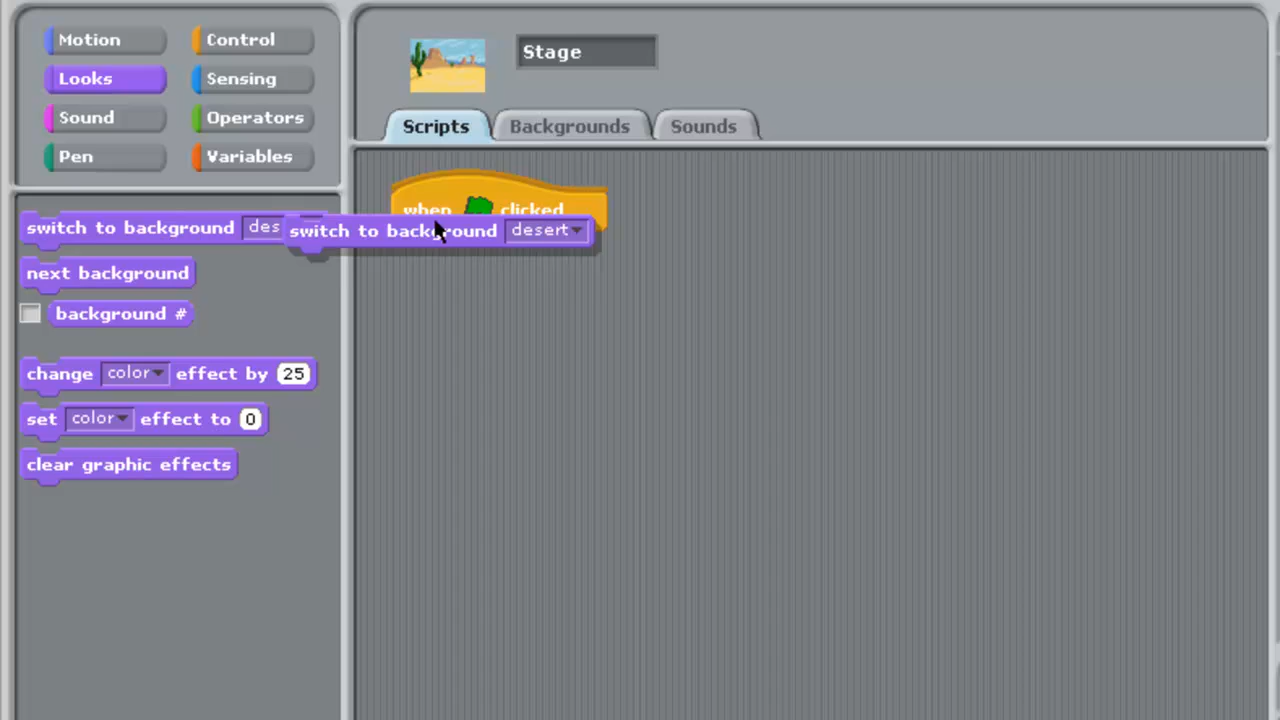 Motion Control
Looks Sensing
Sound Operators
Pen Variables
Stage
Scripts Backgrounds Sounds
when clicked
switch to background des
switch to background desert
next background
background #
change color effect by 25
set color effect to 0
clear graphic effects